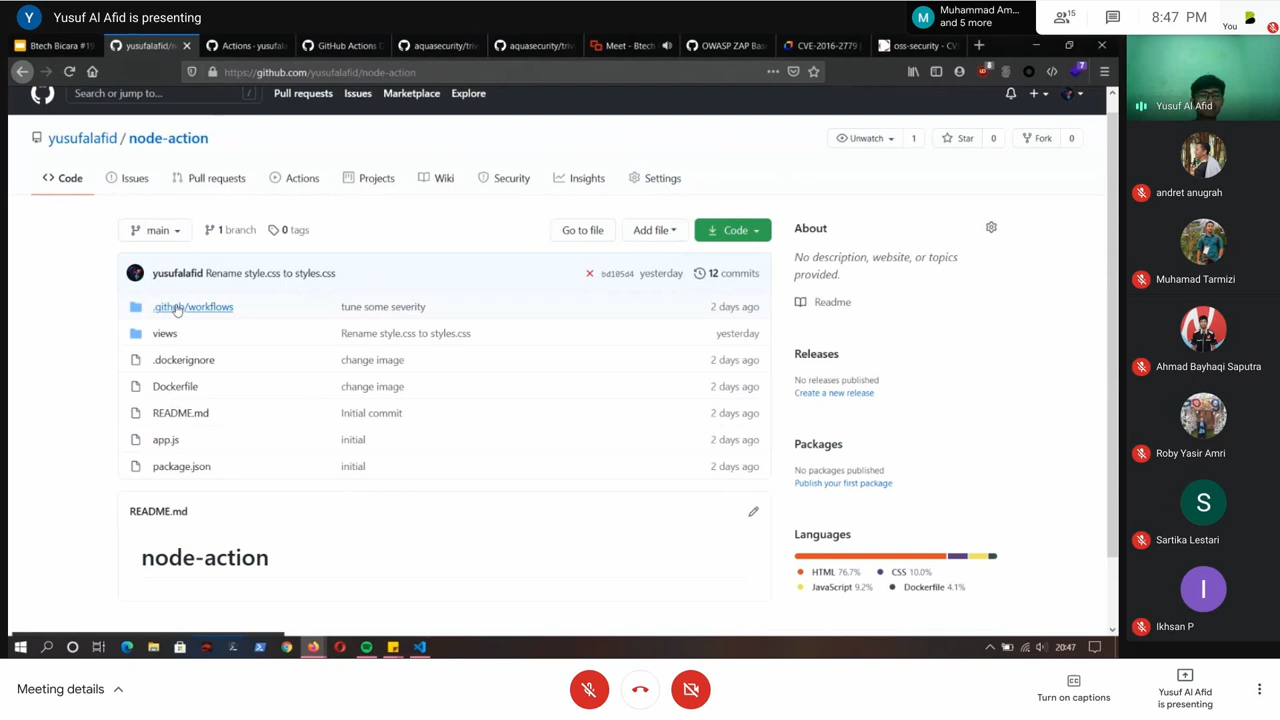 Y Yusuf Al Afid is presenting
M Muhammad Am...
and 5 more
15
8:47 PM
You
Btech Bicara #19
yusufalafid/
Actions · yusufa
GitHub Actions D
aquasecurity/triv
aquasecurity/triv
Meet - Btech
OWASP ZAP Bas
CVE-2016-2779
oss-security - CV
https://github.com/yusufalafid/node-action
8
7
Search or jump to... /
Pull requests Issues Marketplace Explore
yusufalafid / node-action
Unwatch 1
Star 0
Fork 0
Code Issues Pull requests Actions Projects Wiki Security Insights Settings
main 1 branch 0 tags
Go to file Add file Code
yusufalafid Rename style.css to styles.css
bd105d4 yesterday 12 commits
.github/workflows tune some severity 2 days ago
views Rename style.css to styles.css yesterday
.dockerignore change image 2 days ago
Dockerfile change image 2 days ago
README.md Initial commit 2 days ago
app.js initial 2 days ago
package.json initial 2 days ago
README.md
node-action
About
No description, website, or topics
provided.
Readme
Releases
No releases published
Create a new release
Packages
No packages published
Publish your first package
Languages
HTML 76.7% CSS 10.0%
JavaScript 9.2% Dockerfile 4.1%
20:47
Yusuf Al Afid
andret anugrah
Muhamad Tarmizi
Ahmad Bayhaqi Saputra
Roby Yasir Amri
S
Sartika Lestari
I
Ikhsan P
Meeting details
Turn on captions
Yusuf Al Afid
is presenting